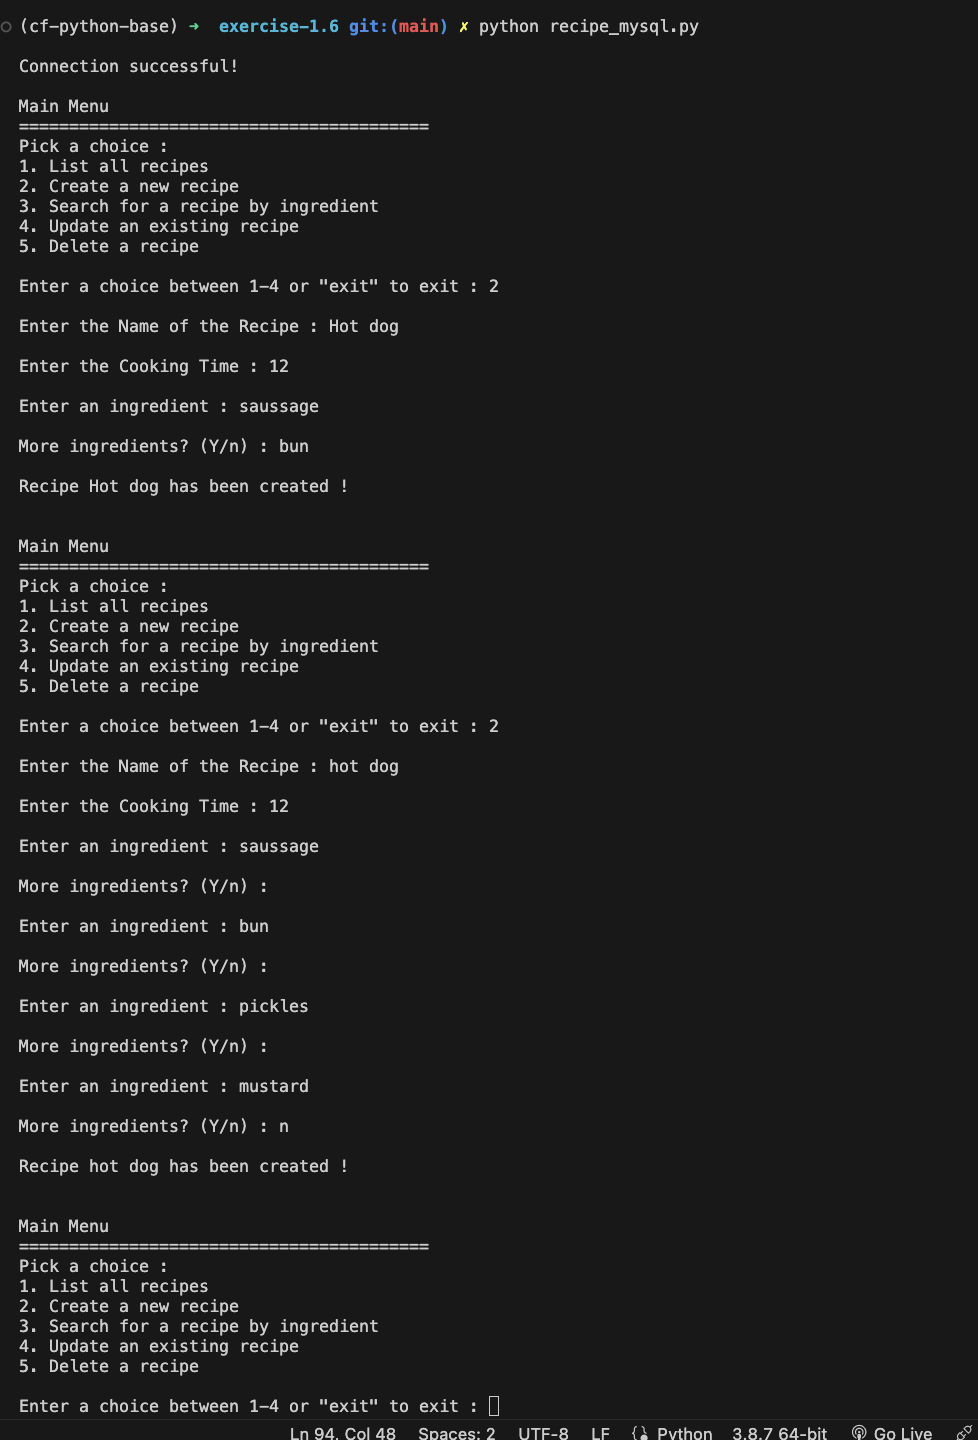 (cf-python-base) ➜  exercise-1.6 git:(main) ✗ python recipe_mysql.py
Connection successful!
Main Menu
=========================================
Pick a choice :
1. List all recipes
2. Create a new recipe
3. Search for a recipe by ingredient
4. Update an existing recipe
5. Delete a recipe
Enter a choice between 1-4 or "exit" to exit : 2
Enter the Name of the Recipe : Hot dog
Enter the Cooking Time : 12
Enter an ingredient : saussage
More ingredients? (Y/n) : bun
Recipe Hot dog has been created !
Main Menu
=========================================
Pick a choice :
1. List all recipes
2. Create a new recipe
3. Search for a recipe by ingredient
4. Update an existing recipe
5. Delete a recipe
Enter a choice between 1-4 or "exit" to exit : 2
Enter the Name of the Recipe : hot dog
Enter the Cooking Time : 12
Enter an ingredient : saussage
More ingredients? (Y/n) :
Enter an ingredient : bun
More ingredients? (Y/n) :
Enter an ingredient : pickles
More ingredients? (Y/n) :
Enter an ingredient : mustard
More ingredients? (Y/n) : n
Recipe hot dog has been created !
Main Menu
=========================================
Pick a choice :
1. List all recipes
2. Create a new recipe
3. Search for a recipe by ingredient
4. Update an existing recipe
5. Delete a recipe
Enter a choice between 1-4 or "exit" to exit :
Ln 94, Col 48 Spaces: 2 UTF-8 LF Python 3.8.7 64-bit Go Live